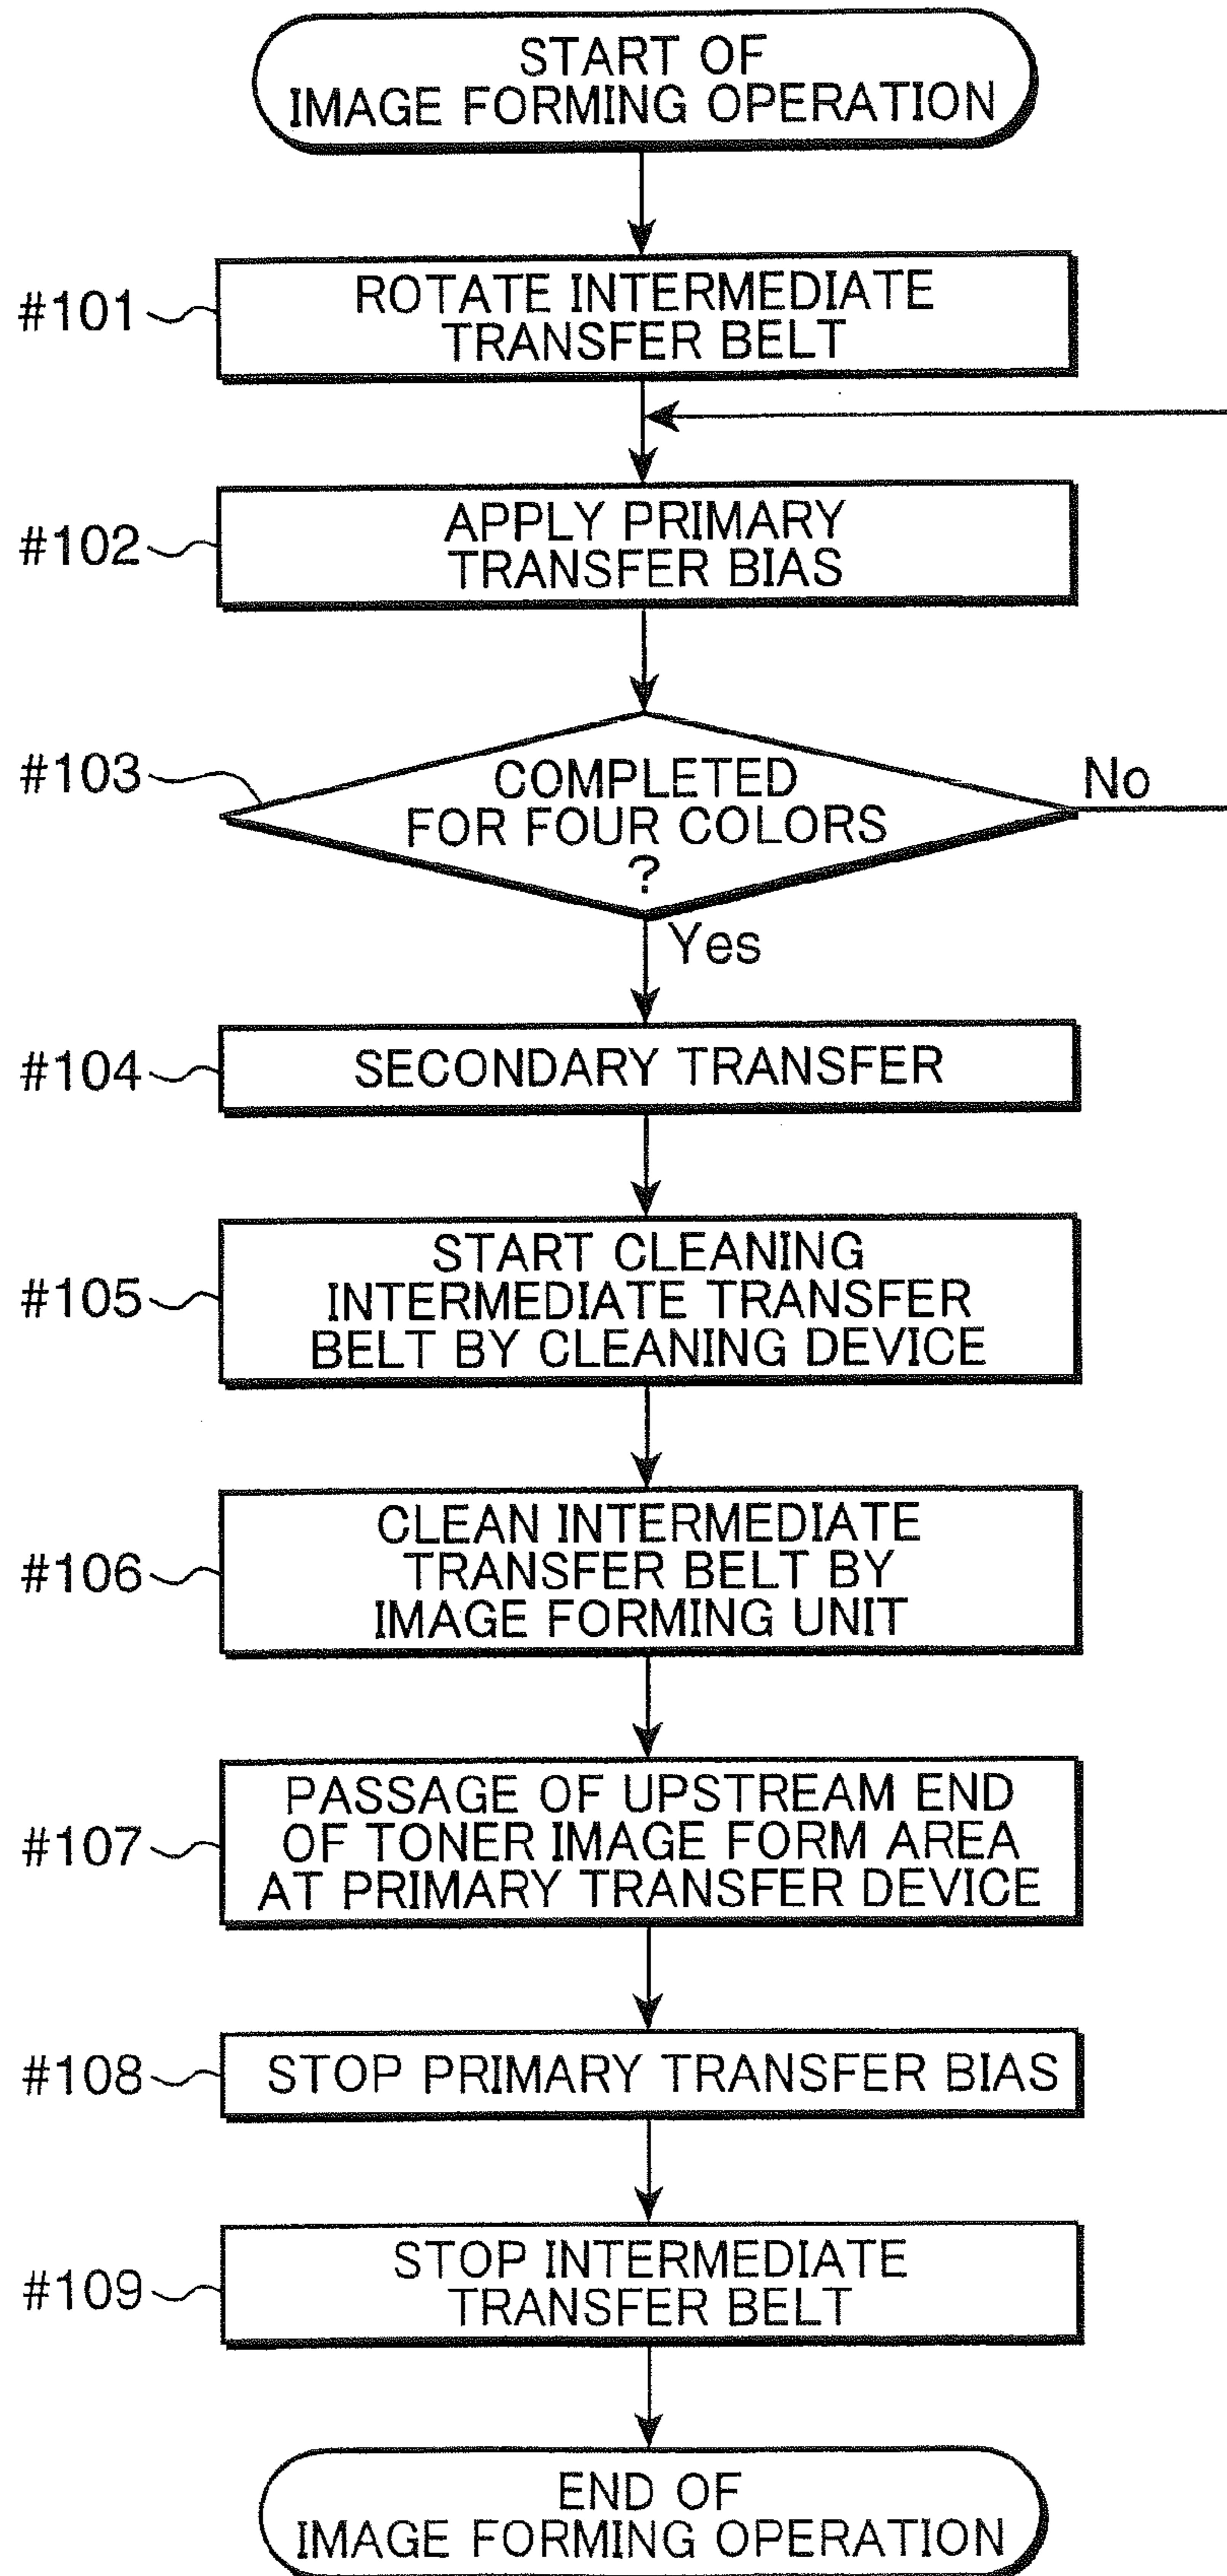 START OF
IMAGE FORMING OPERATION
#101
ROTATE INTERMEDIATE
TRANSFER BELT
#102
APPLY PRIMARY
TRANSFER BIAS
#103
COMPLETED
FOR FOUR COLORS
?
No
Yes
#104
SECONDARY TRANSFER
#105
START CLEANING
INTERMEDIATE TRANSFER
BELT BY CLEANING DEVICE
#106
CLEAN INTERMEDIATE
TRANSFER BELT BY
IMAGE FORMING UNIT
#107
PASSAGE OF UPSTREAM END
OF TONER IMAGE FORM AREA
AT PRIMARY TRANSFER DEVICE
#108
STOP PRIMARY TRANSFER BIAS
#109
STOP INTERMEDIATE
TRANSFER BELT
END OF
IMAGE FORMING OPERATION